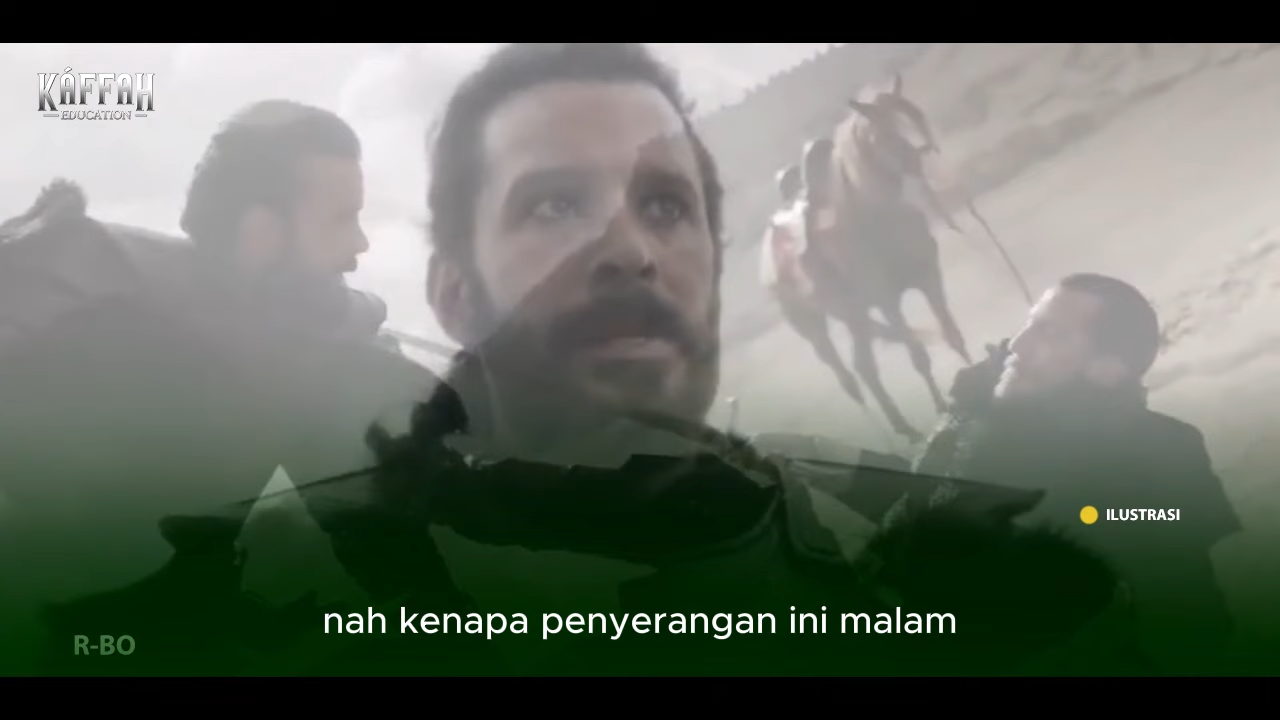 KÁFFAH
EDUCATION
ILUSTRASI
nah kenapa penyerangan ini malam
R-BO